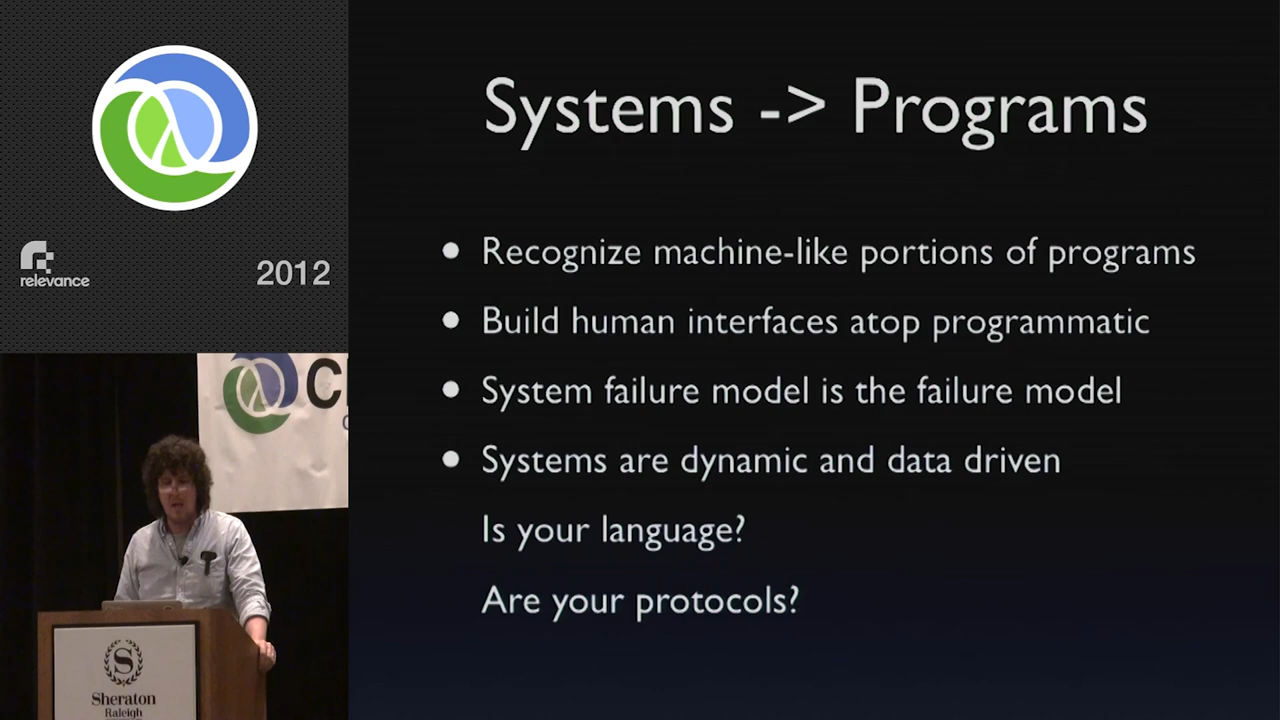 relevance
2012
Systems -> Programs
• Recognize machine-like portions of programs
• Build human interfaces atop programmatic
• System failure model is the failure model
• Systems are dynamic and data driven
Is your language?
Are your protocols?
S
Sheraton
Raleigh